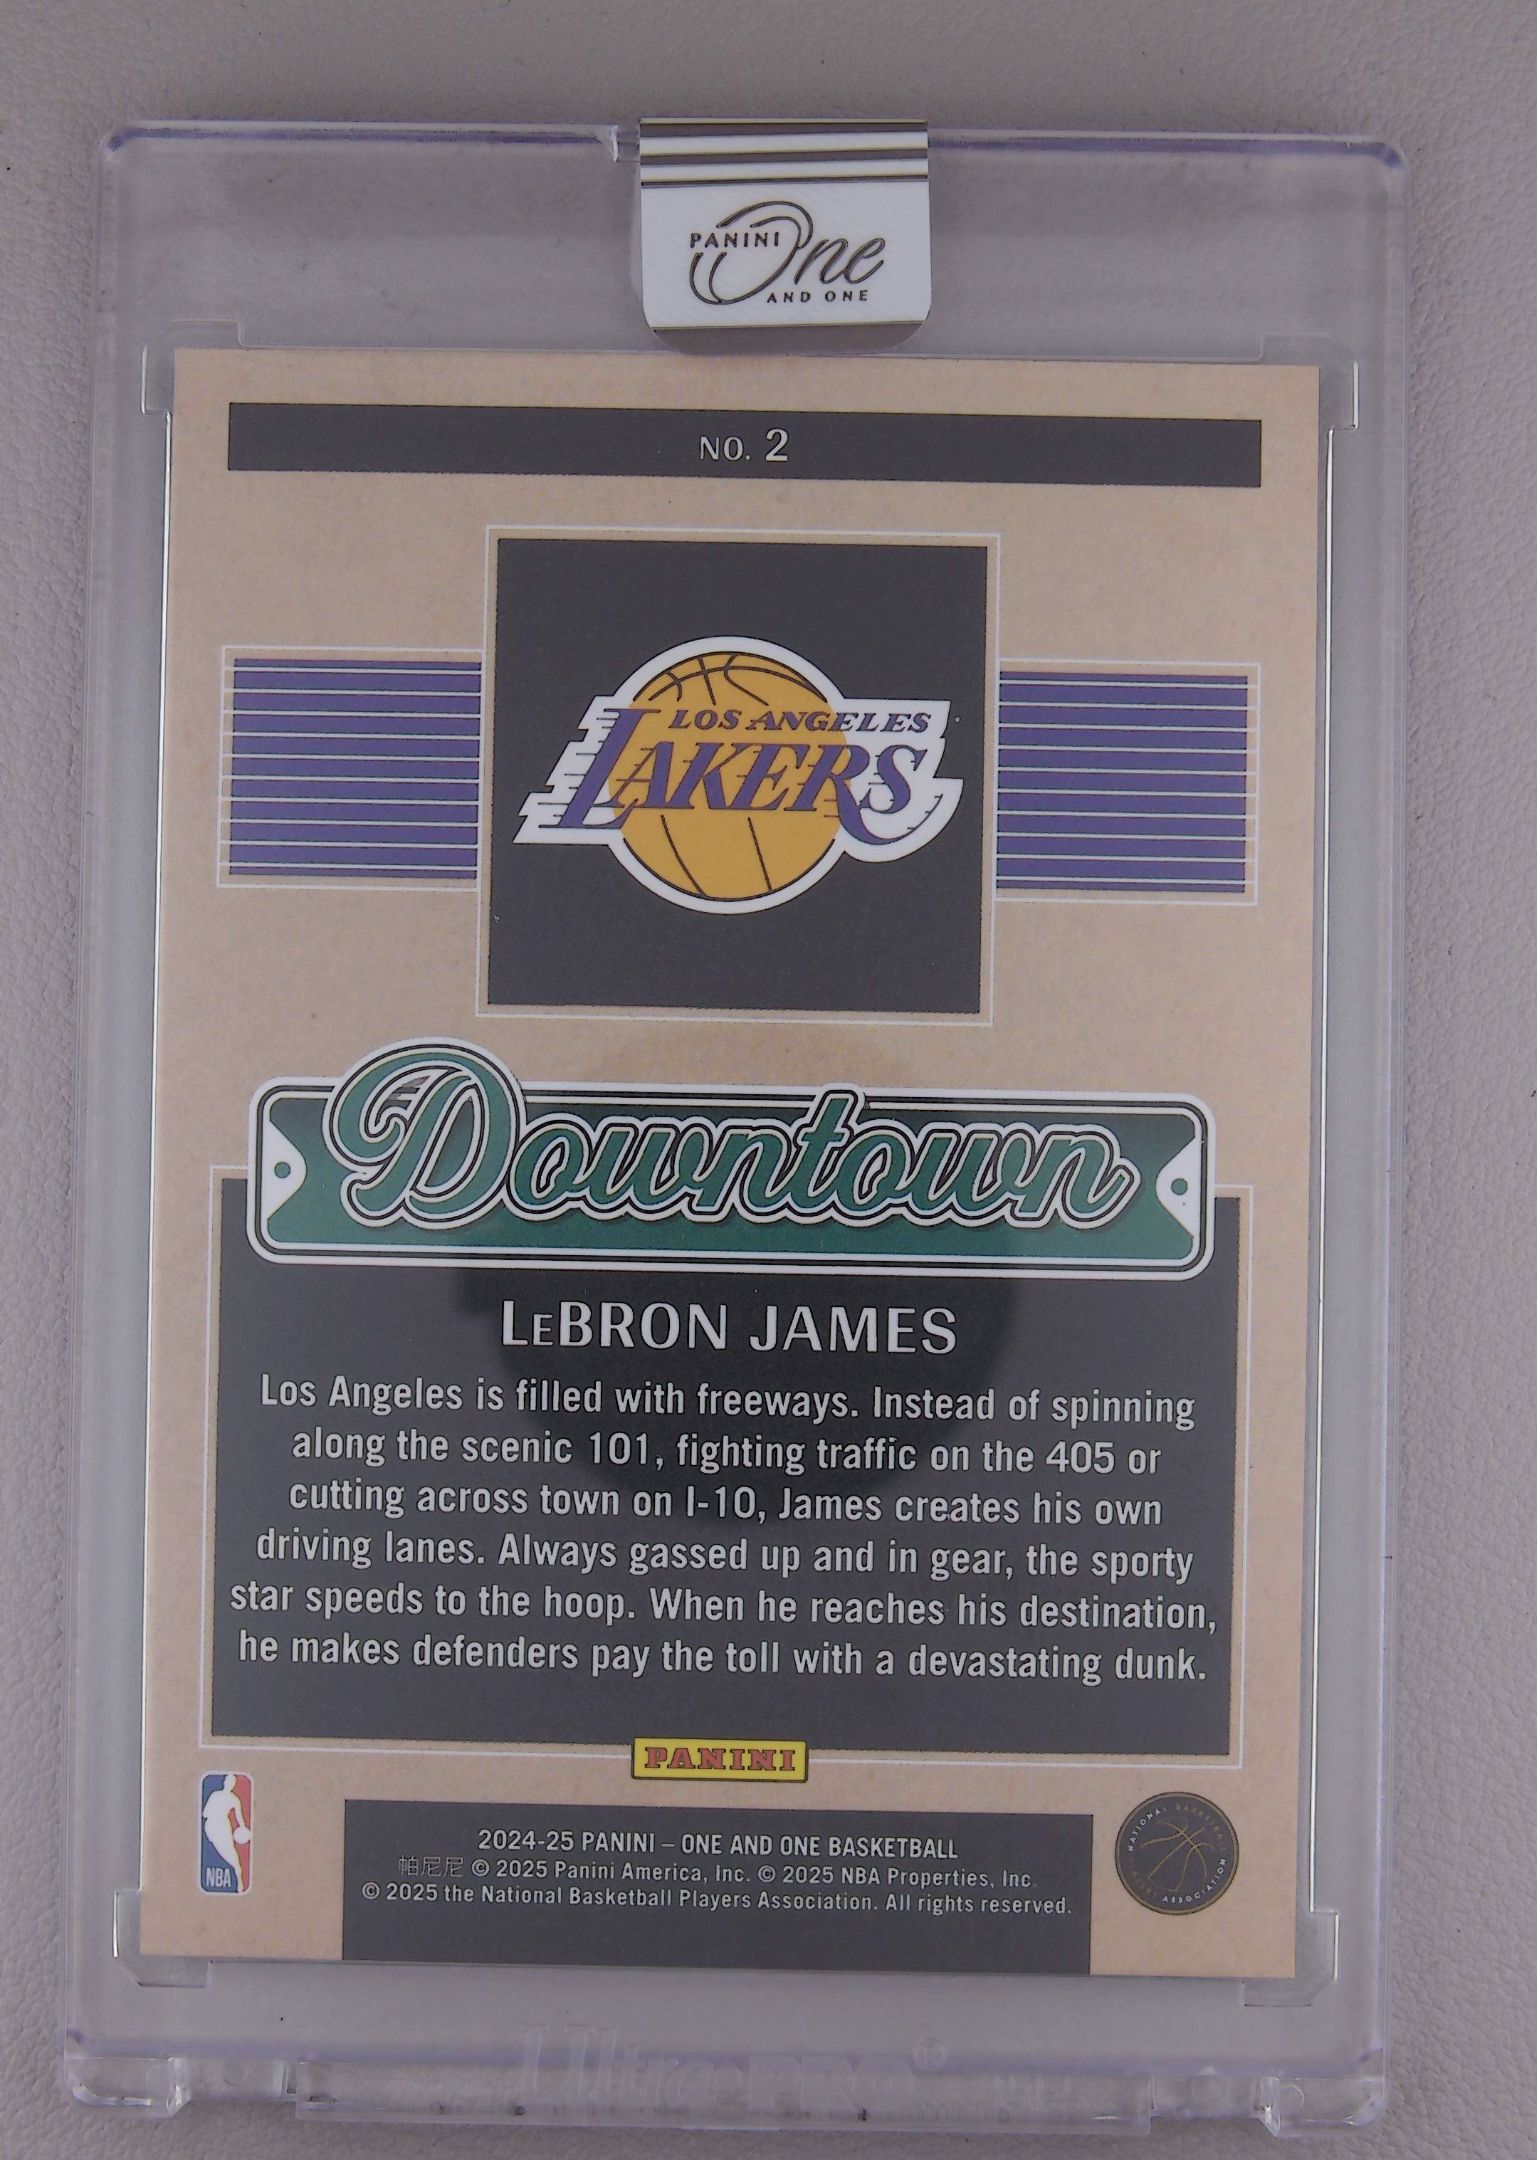 PANINI One
AND ONE
NO. 2
LOS ANGELES
LAKERS
Downtown
LeBRON JAMES
Los Angeles is filled with freeways. Instead of spinning
along the scenic 101, fighting traffic on the 405 or
cutting across town on I-10, James creates his own
driving lanes. Always gassed up and in gear, the sporty
star speeds to the hoop. When he reaches his destination,
he makes defenders pay the toll with a devastating dunk.
PANINI
NBA
2024-25 PANINI – ONE AND ONE BASKETBALL
帕尼尼 © 2025 Panini America, Inc. © 2025 NBA Properties, Inc.
© 2025 the National Basketball Players Association. All rights reserved.
NATIONAL BASKETBALL
ASSOCIATION
Ultra PRO®